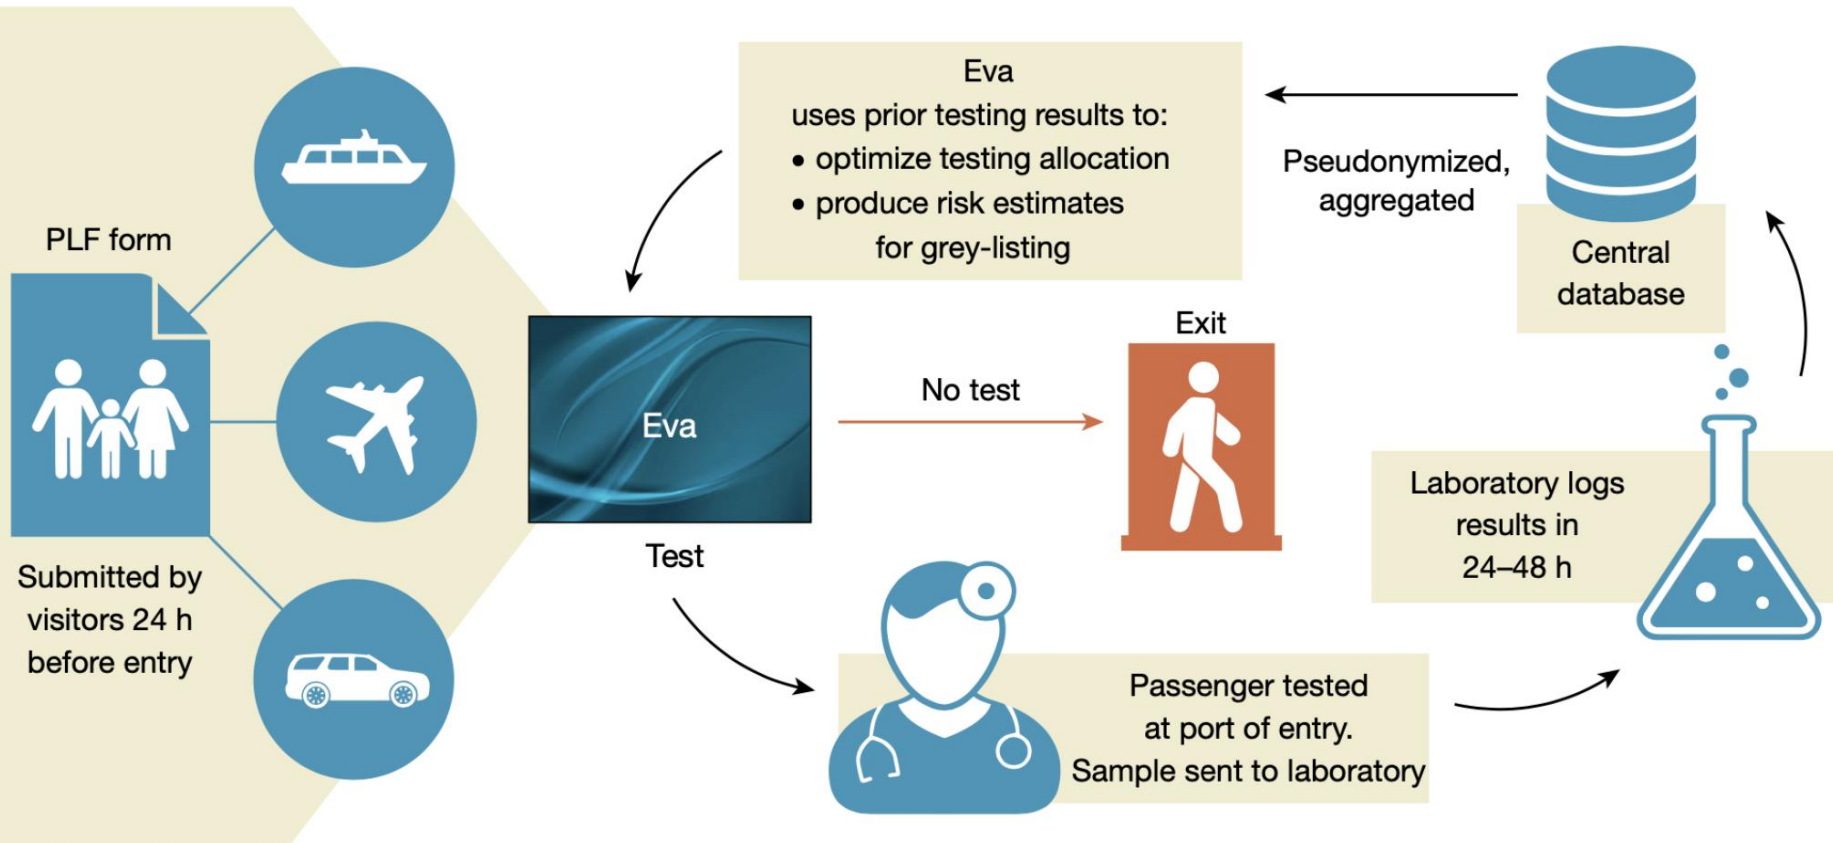 PLF form
Submitted by
visitors 24 h
before entry
Eva
Test
No test
Exit
Eva
uses prior testing results to:
• optimize testing allocation
• produce risk estimates
for grey-listing
Pseudonymized,
aggregated
Central
database
Laboratory logs
results in
24–48 h
Passenger tested
at port of entry.
Sample sent to laboratory